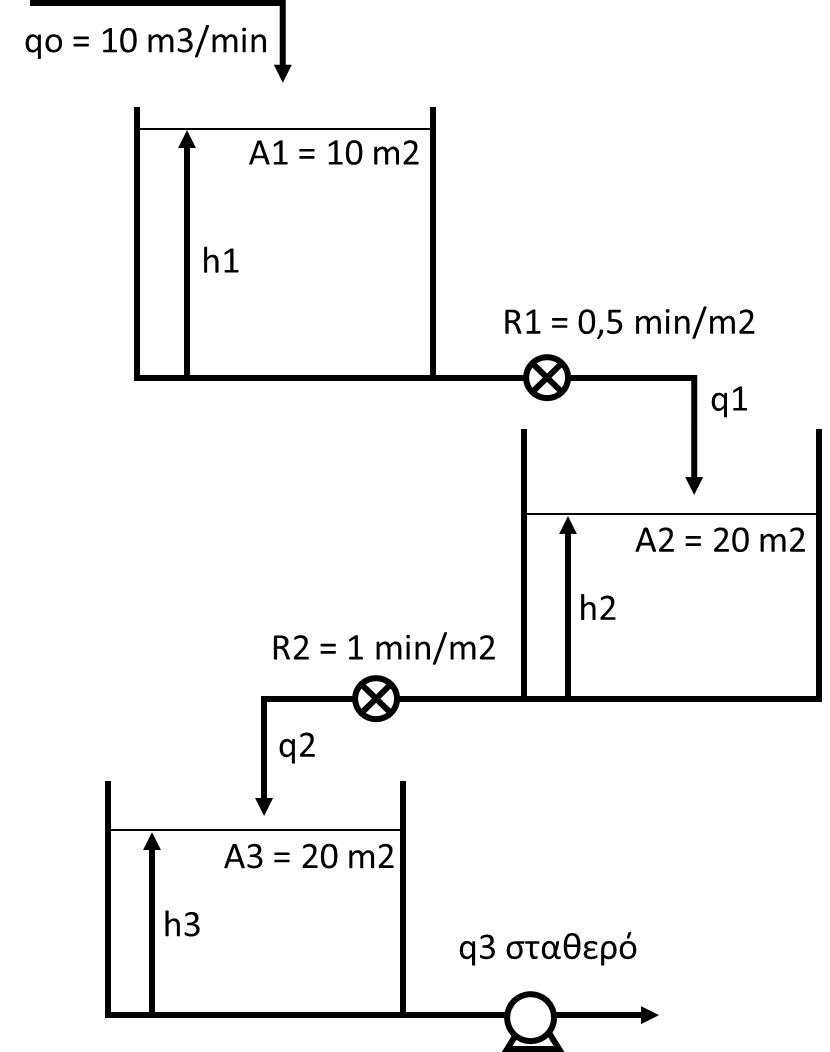 qo = 10 m3/min
A1 = 10 m2
h1
R1 = 0,5 min/m2
q1
A2 = 20 m2
h2
R2 = 1 min/m2
q2
A3 = 20 m2
h3
q3 σταθερό